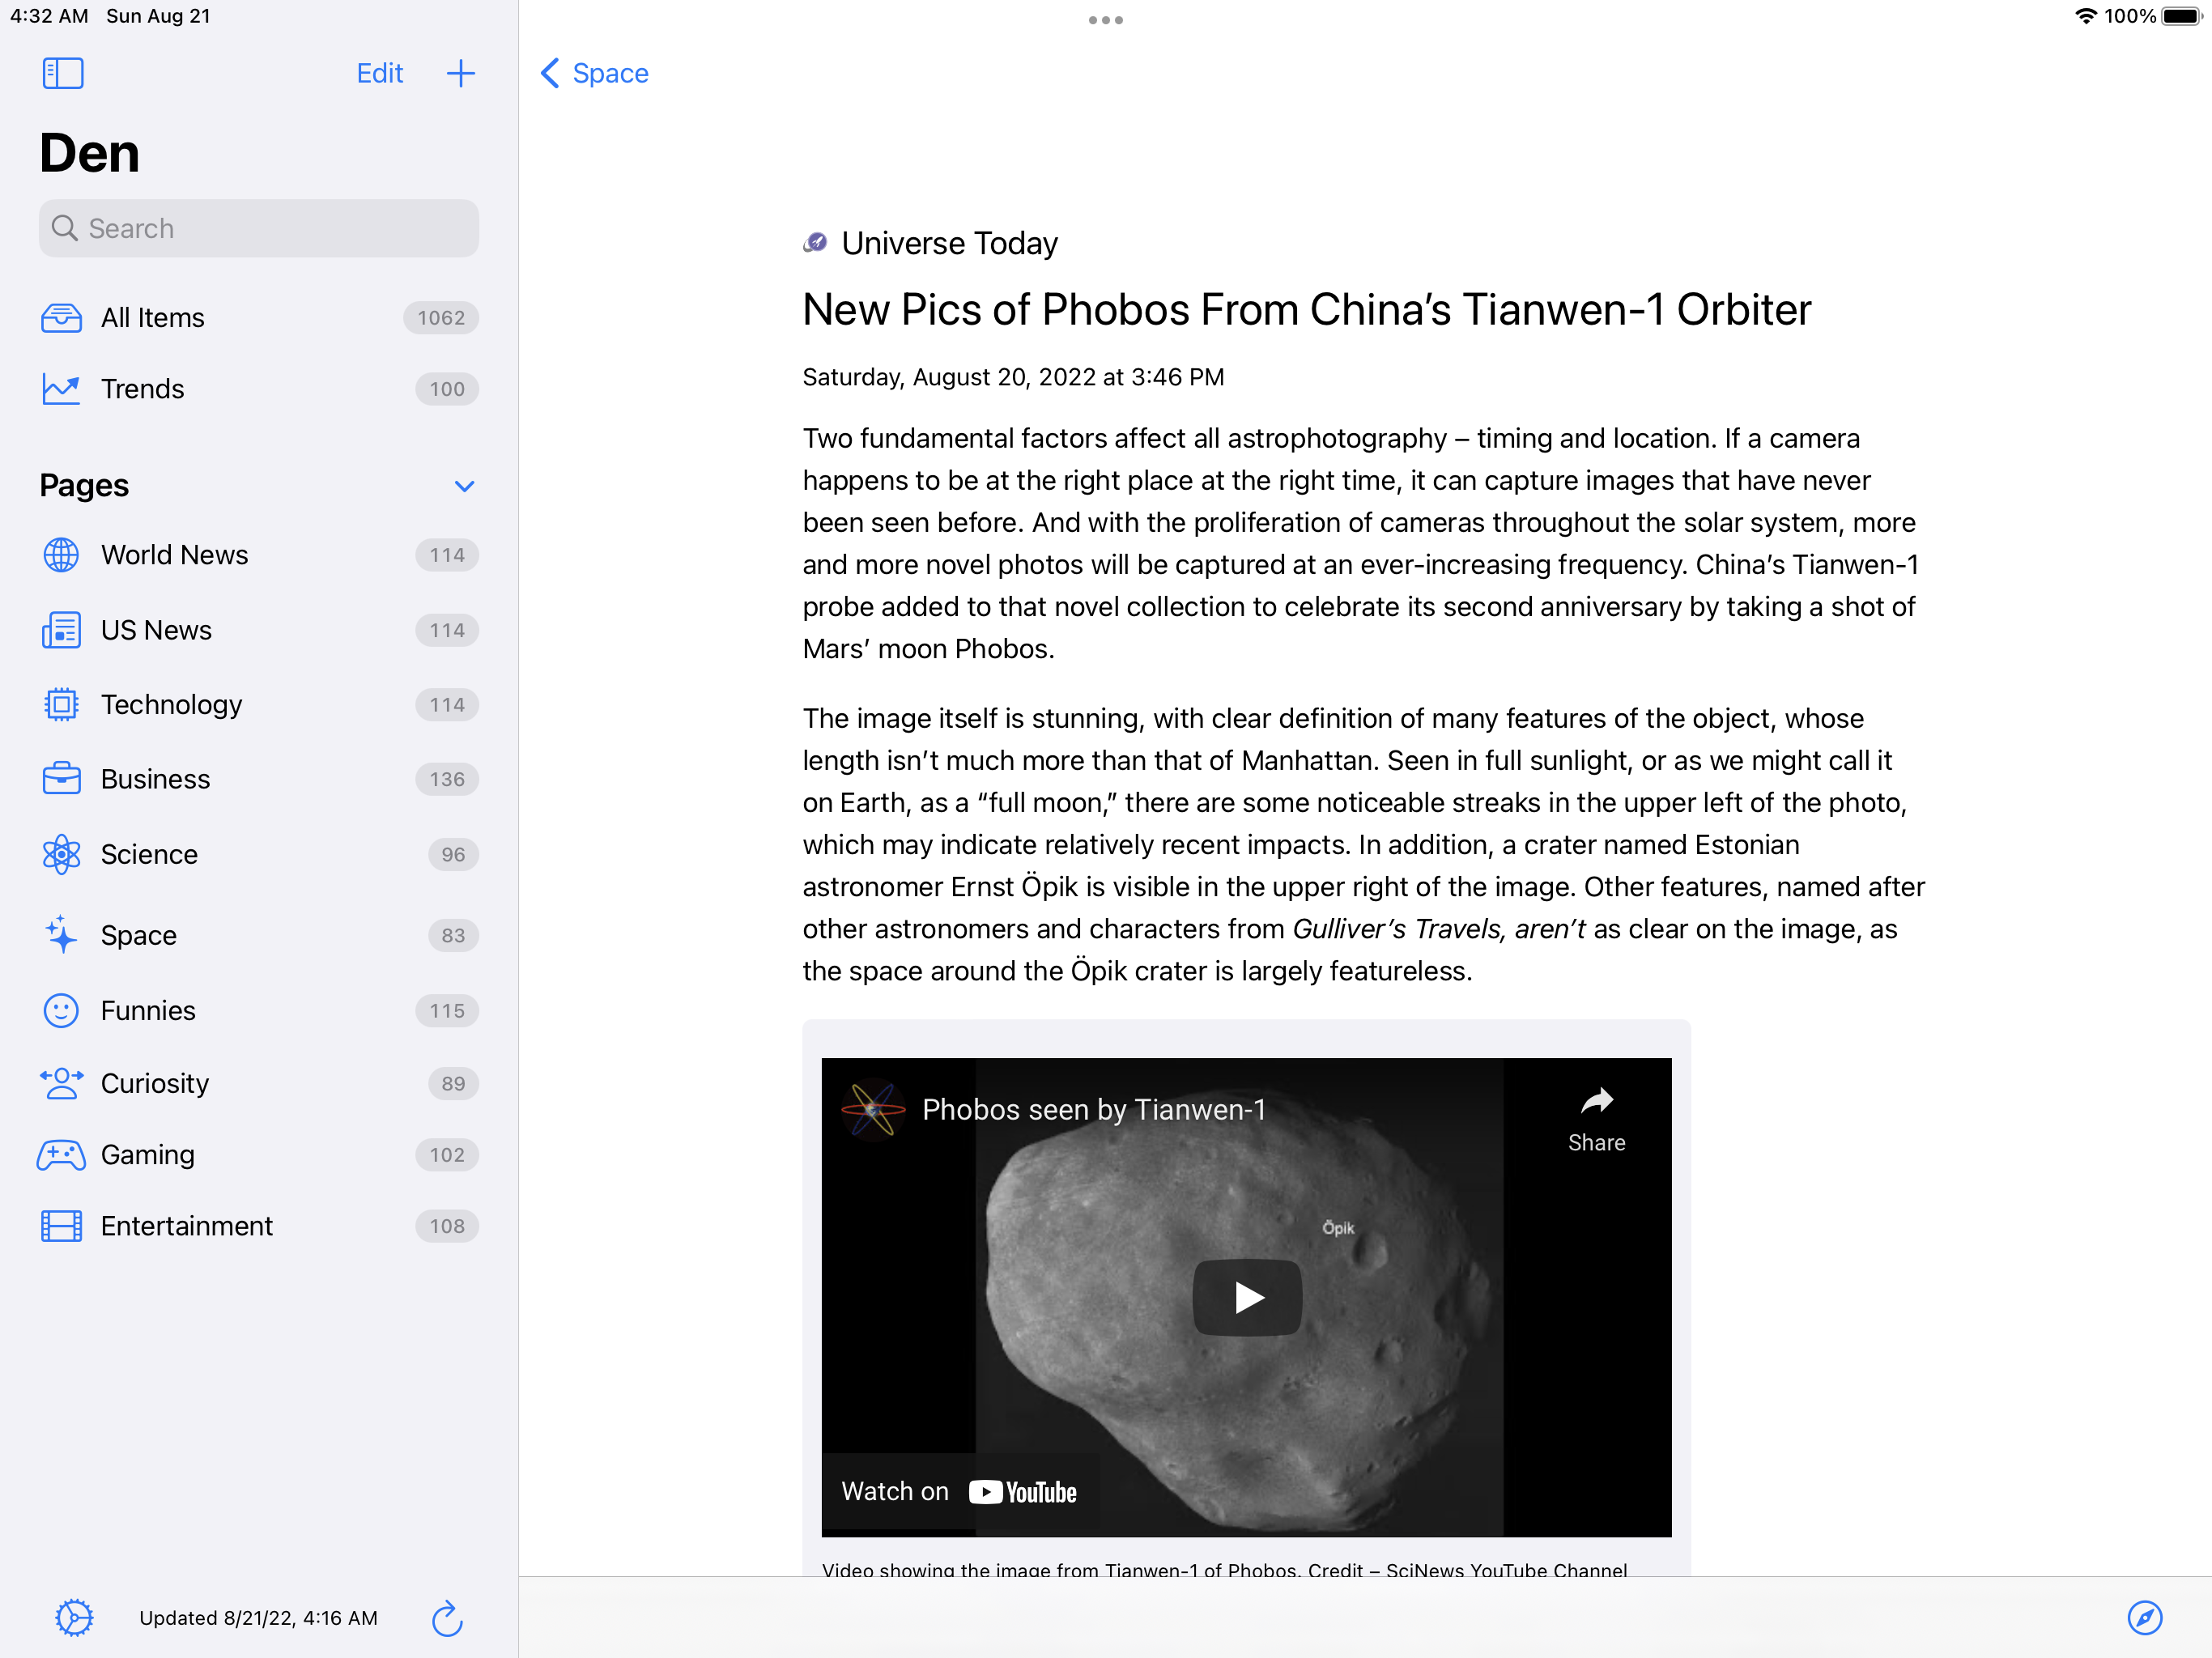 4:32 AM Sun Aug 21
100%
Edit
Den
Search
All Items 1062
Trends 100
Pages
World News 114
US News 114
Technology 114
Business 136
Science 96
Space 83
Funnies 115
Curiosity 89
Gaming 102
Entertainment 108
Updated 8/21/22, 4:16 AM
Space
Universe Today
New Pics of Phobos From China’s Tianwen-1 Orbiter
Saturday, August 20, 2022 at 3:46 PM
Two fundamental factors affect all astrophotography – timing and location. If a camera
happens to be at the right place at the right time, it can capture images that have never
been seen before. And with the proliferation of cameras throughout the solar system, more
and more novel photos will be captured at an ever-increasing frequency. China’s Tianwen-1
probe added to that novel collection to celebrate its second anniversary by taking a shot of
Mars’ moon Phobos.
The image itself is stunning, with clear definition of many features of the object, whose
length isn’t much more than that of Manhattan. Seen in full sunlight, or as we might call it
on Earth, as a “full moon,” there are some noticeable streaks in the upper left of the photo,
which may indicate relatively recent impacts. In addition, a crater named Estonian
astronomer Ernst Öpik is visible in the upper right of the image. Other features, named after
other astronomers and characters from Gulliver’s Travels, aren’t as clear on the image, as
the space around the Öpik crater is largely featureless.
Phobos seen by Tianwen-1
Share
Öpik
Watch on YouTube
Video showing the image from Tianwen-1 of Phobos. Credit – SciNews YouTube Channel